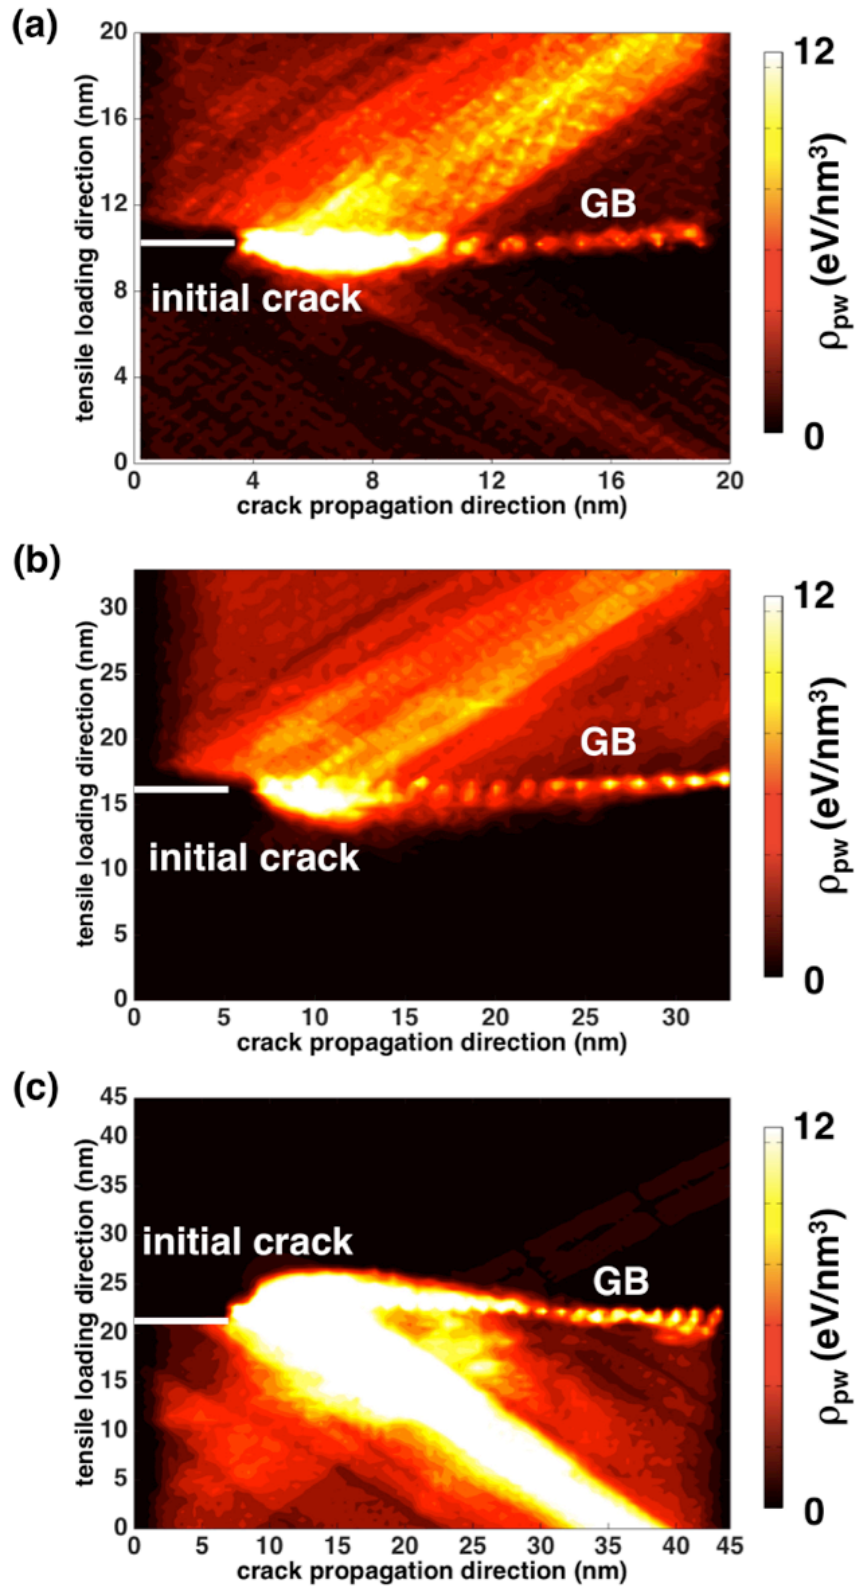 (a)
20
16
12
8
4
0
tensile loading direction (nm)
GB
initial crack
0 4 8 12 16 20
crack propagation direction (nm)
12
0
ρpw (eV/nm³)
(b)
30
25
20
15
10
5
0
tensile loading direction (nm)
GB
initial crack
0 5 10 15 20 25 30
crack propagation direction (nm)
12
0
ρpw (eV/nm³)
(c)
45
40
35
30
25
20
15
10
5
0
tensile loading direction (nm)
initial crack
GB
0 5 10 15 20 25 30 35 40 45
crack propagation direction (nm)
12
0
ρpw (eV/nm³)